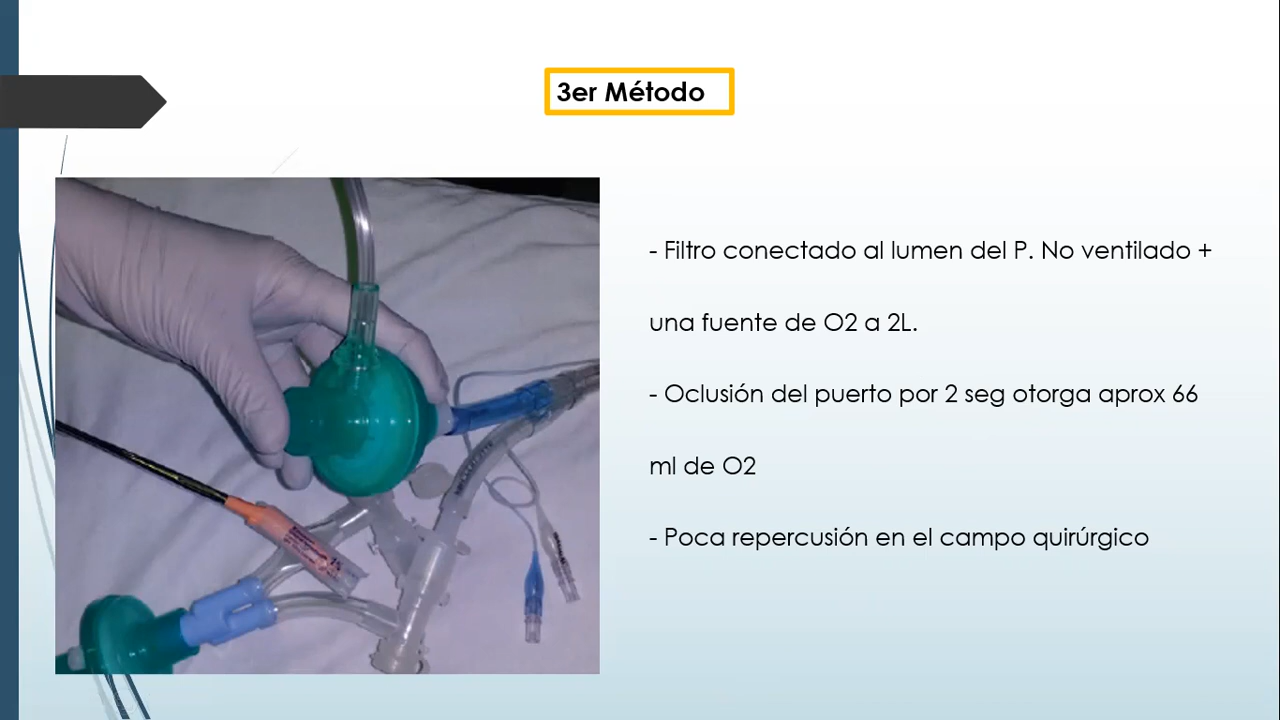 3er Método
- Filtro conectado al lumen del P. No ventilado +
una fuente de O2 a 2L.
- Oclusión del puerto por 2 seg otorga aprox 66
ml de O2
- Poca repercusión en el campo quirúrgico